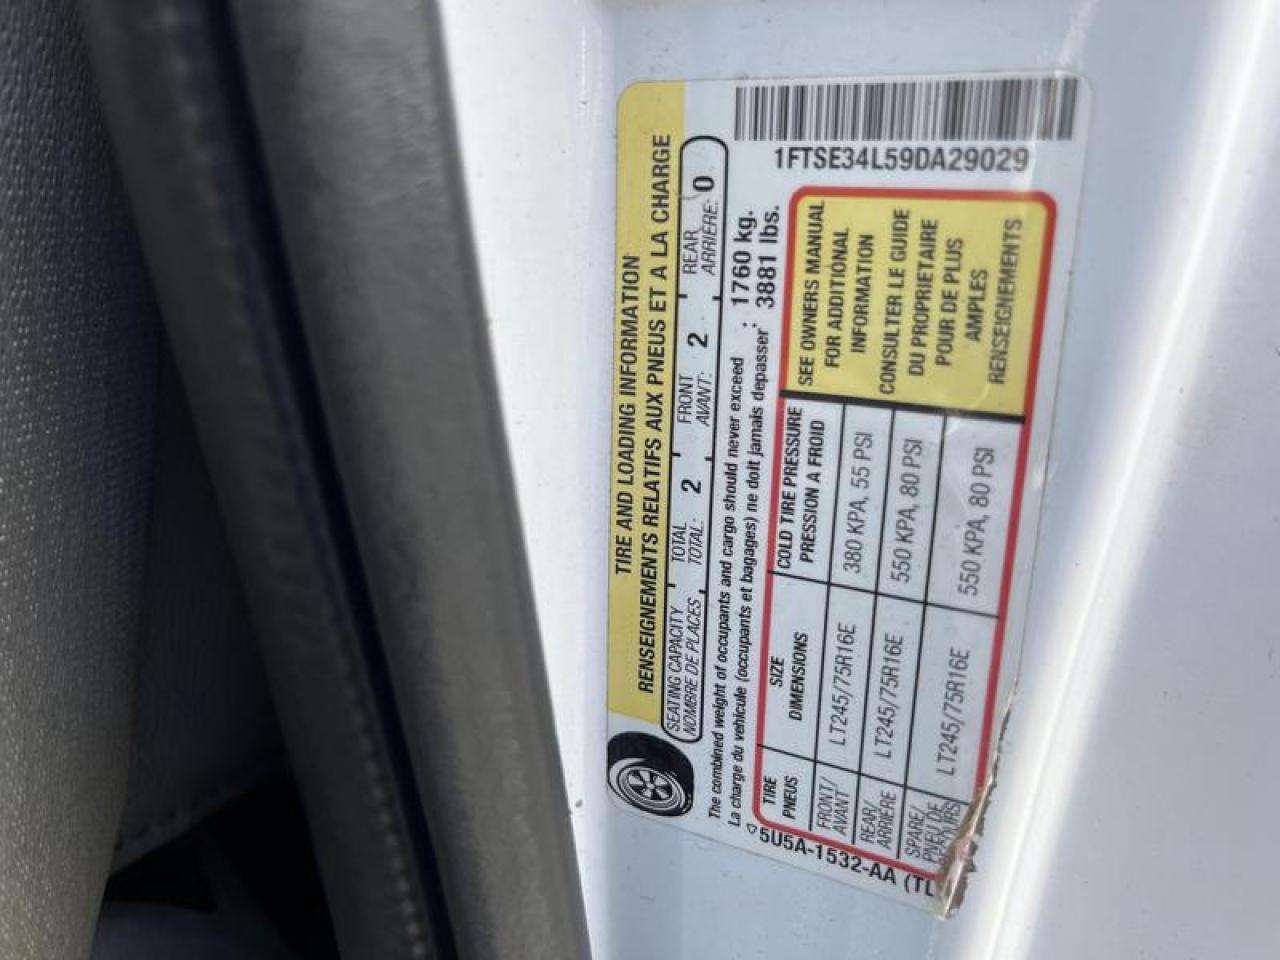 TIRE AND LOADING INFORMATION
RENSEIGNEMENTS RELATIFS AUX PNEUS ET A LA CHARGE
SEATING CAPACITY TOTAL 2 FRONT 2 REAR 0
NOMBRE DE PLACES TOTAL: AVANT: ARRIÈRE:
The combined weight of occupants and cargo should never exceed : 1760 kg.
La charge du vehicule (occupants et bagages) ne doit jamais depasser : 3881 lbs.
1FTSE34L59DA29029
TIRE SIZE COLD TIRE PRESSURE
PNEUS DIMENSIONS PRESSION A FROID
FRONT/ AVANT LT245/75R16E 380 KPA, 55 PSI
REAR/ ARRIERE LT245/75R16E 550 KPA, 80 PSI
SPARE/ PNEU DE LT245/75R16E 550 KPA, 80 PSI
SEE OWNERS MANUAL
FOR ADDITIONAL
INFORMATION
CONSULTER LE GUIDE
DU PROPRIETAIRE
POUR DE PLUS
AMPLES
RENSEIGNEMENTS
5U5A-1532-AA